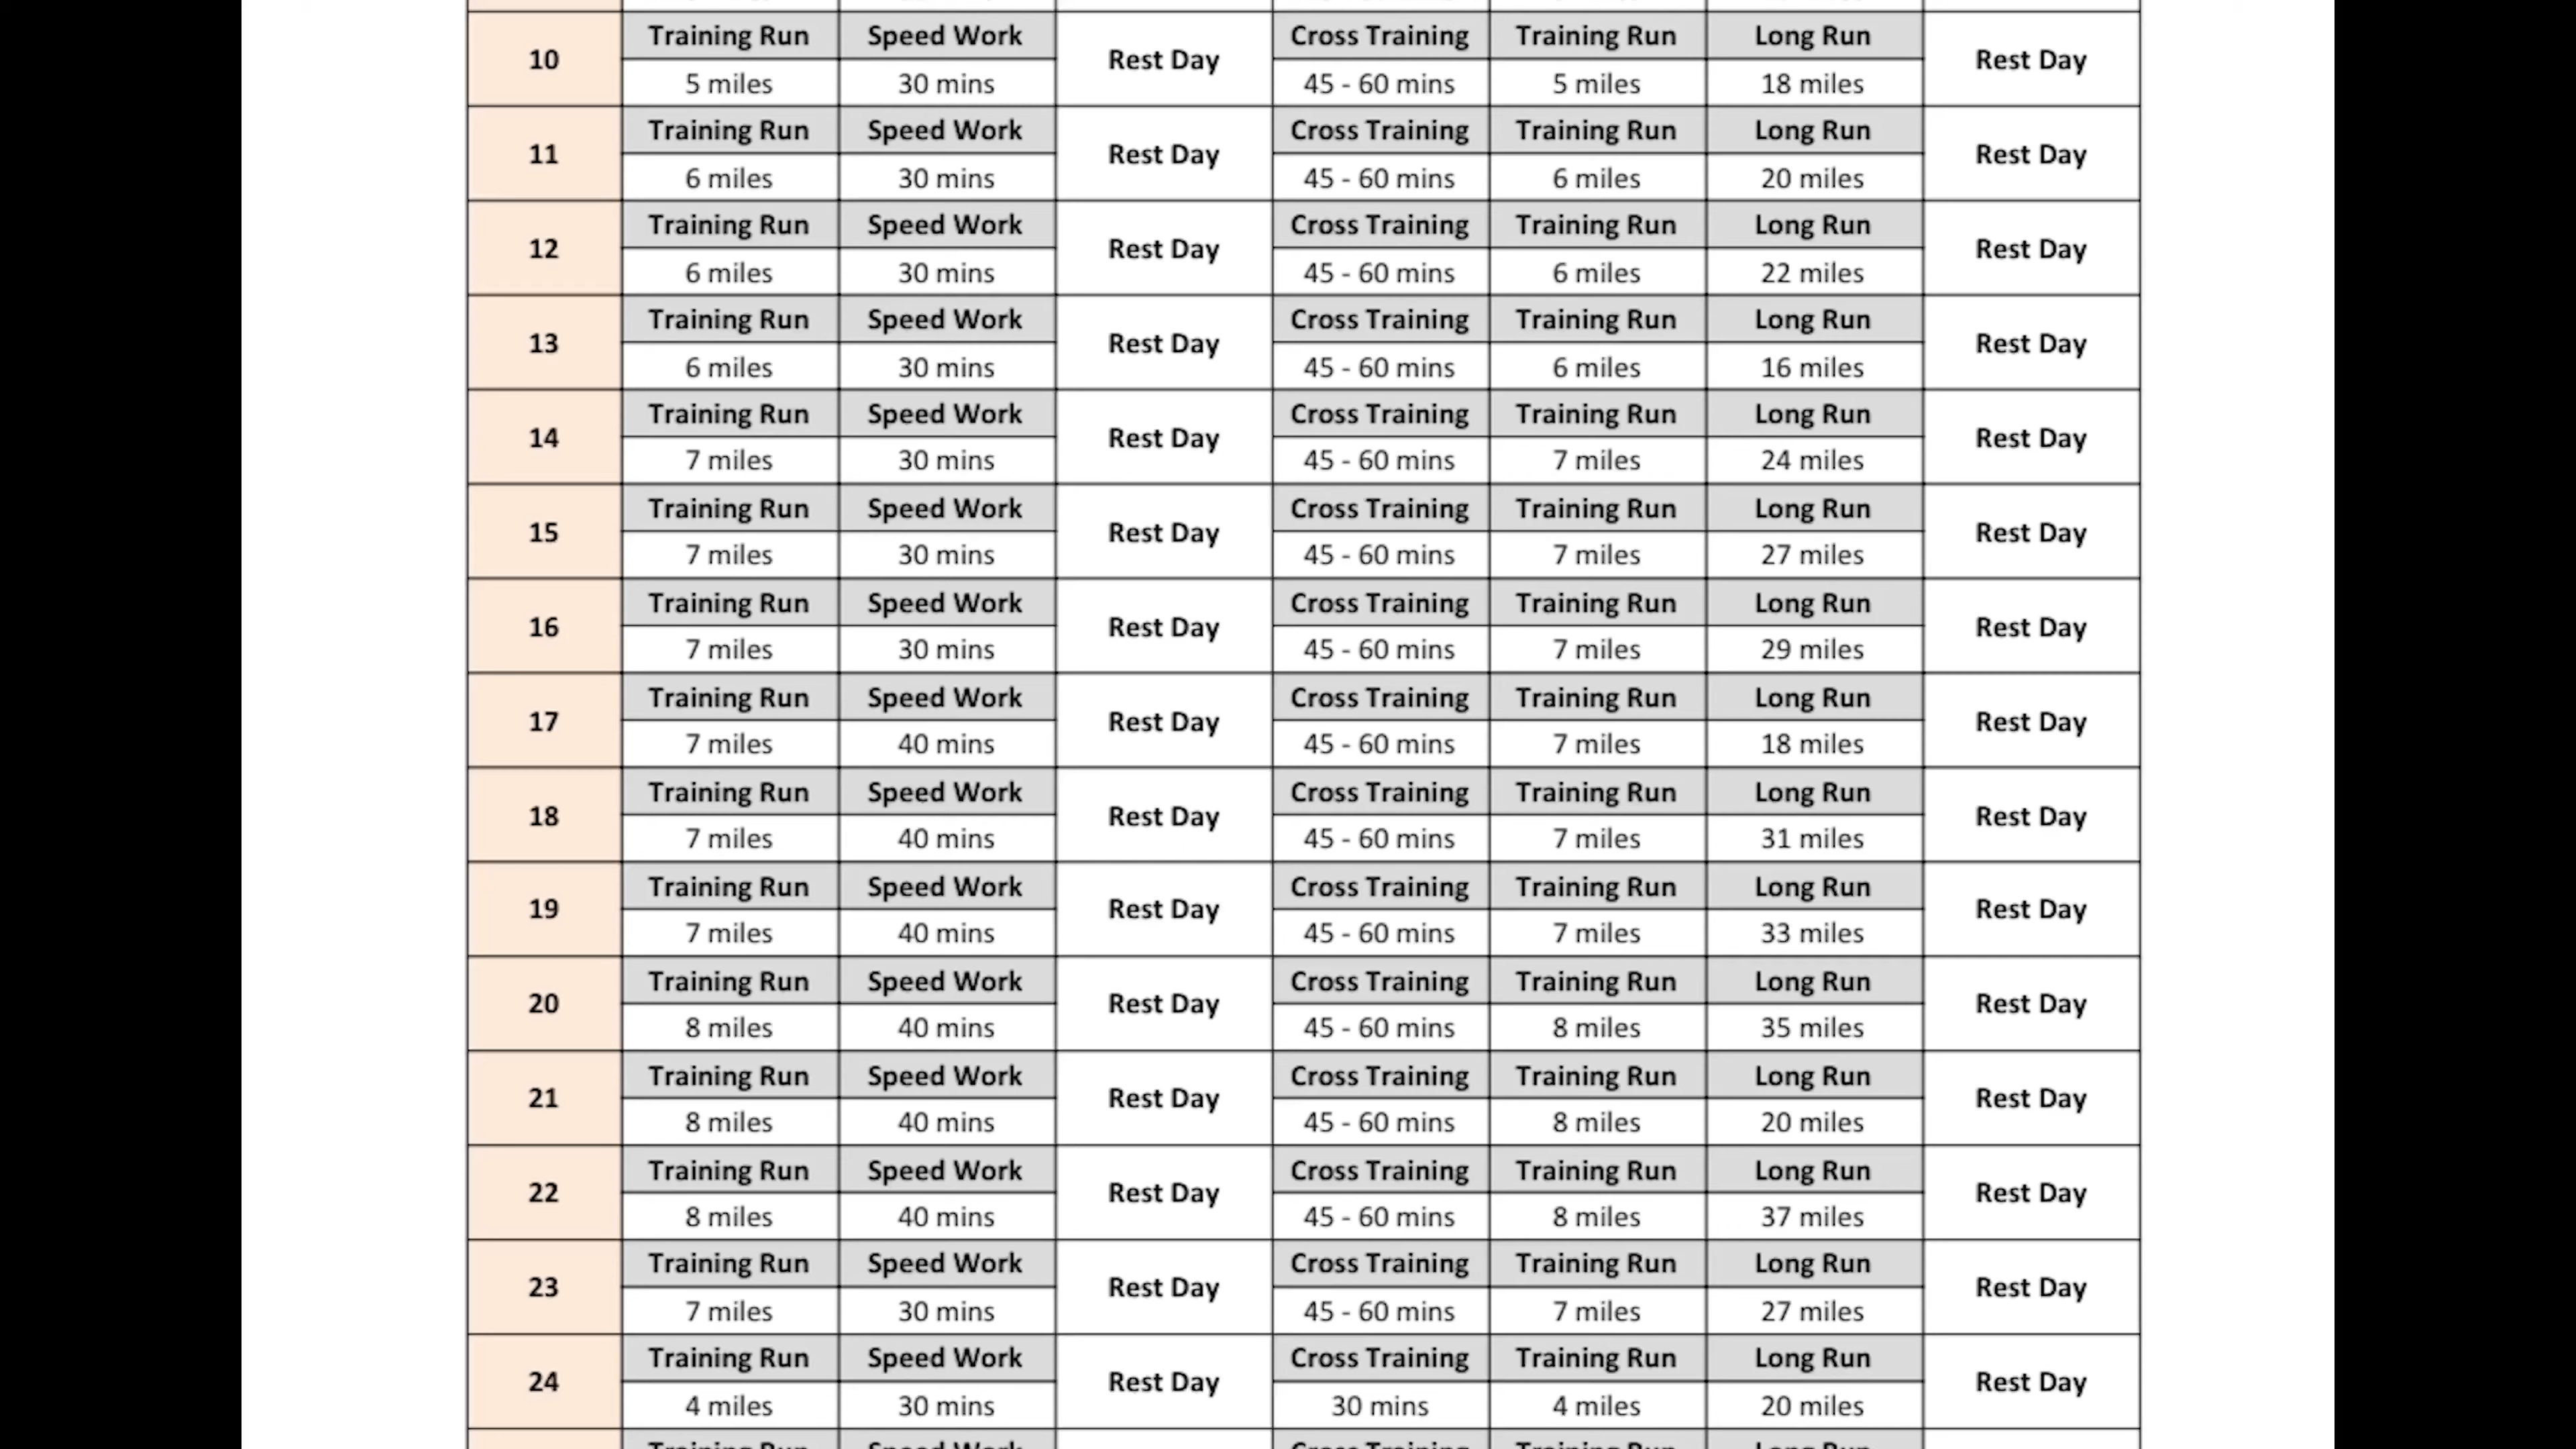 Training Run Speed Work Cross Training Training Run Long Run
10 Rest Day Rest Day
5 miles 30 mins 45 - 60 mins 5 miles 18 miles
Training Run Speed Work Cross Training Training Run Long Run
11 Rest Day Rest Day
6 miles 30 mins 45 - 60 mins 6 miles 20 miles
Training Run Speed Work Cross Training Training Run Long Run
12 Rest Day Rest Day
6 miles 30 mins 45 - 60 mins 6 miles 22 miles
Training Run Speed Work Cross Training Training Run Long Run
13 Rest Day Rest Day
6 miles 30 mins 45 - 60 mins 6 miles 16 miles
Training Run Speed Work Cross Training Training Run Long Run
14 Rest Day Rest Day
7 miles 30 mins 45 - 60 mins 7 miles 24 miles
Training Run Speed Work Cross Training Training Run Long Run
15 Rest Day Rest Day
7 miles 30 mins 45 - 60 mins 7 miles 27 miles
Training Run Speed Work Cross Training Training Run Long Run
16 Rest Day Rest Day
7 miles 30 mins 45 - 60 mins 7 miles 29 miles
Training Run Speed Work Cross Training Training Run Long Run
17 Rest Day Rest Day
7 miles 40 mins 45 - 60 mins 7 miles 18 miles
Training Run Speed Work Cross Training Training Run Long Run
18 Rest Day Rest Day
7 miles 40 mins 45 - 60 mins 7 miles 31 miles
Training Run Speed Work Cross Training Training Run Long Run
19 Rest Day Rest Day
7 miles 40 mins 45 - 60 mins 7 miles 33 miles
Training Run Speed Work Cross Training Training Run Long Run
20 Rest Day Rest Day
8 miles 40 mins 45 - 60 mins 8 miles 35 miles
Training Run Speed Work Cross Training Training Run Long Run
21 Rest Day Rest Day
8 miles 40 mins 45 - 60 mins 8 miles 20 miles
Training Run Speed Work Cross Training Training Run Long Run
22 Rest Day Rest Day
8 miles 40 mins 45 - 60 mins 8 miles 37 miles
Training Run Speed Work Cross Training Training Run Long Run
23 Rest Day Rest Day
7 miles 30 mins 45 - 60 mins 7 miles 27 miles
Training Run Speed Work Cross Training Training Run Long Run
24 Rest Day Rest Day
4 miles 30 mins 30 mins 4 miles 20 miles
Training Run Speed Work Cross Training Training Run Long Run